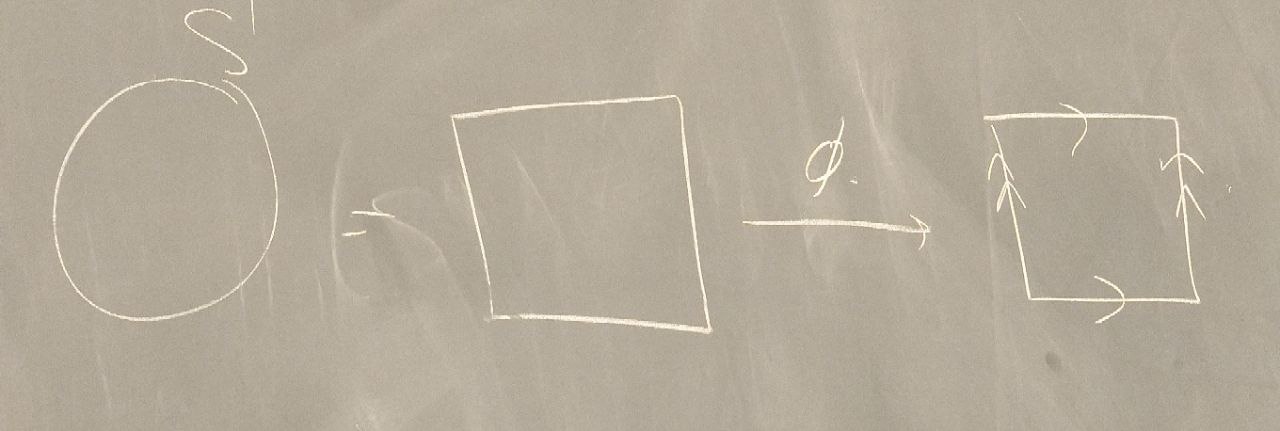 S¹
= ϕ.